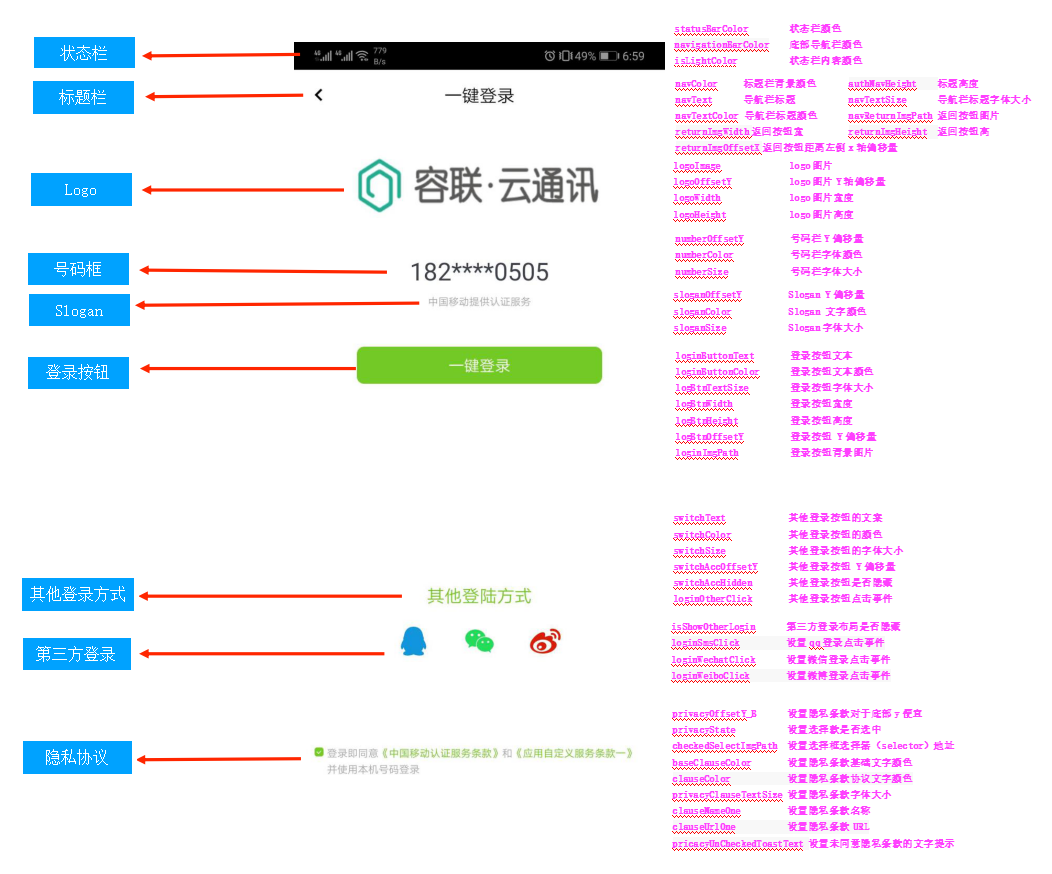 状态栏
4G 4G 779 B/s 49% 6:59
statusBarColor 状态栏颜色
navigationBarColor 底部导航栏颜色
isLightColor 状态栏内容颜色
标题栏
一键登录
navColor 标题栏背景颜色 authNavHeight 标题高度
navText 导航栏标题 navTextSize 导航栏标题字体大小
navTextColor 导航栏标题颜色 navReturnImgPath 返回按钮图片
returnImgWidth 返回按钮宽 returnImgHeight 返回按钮高
returnImgOffsetX 返回按钮距离左侧 x 轴偏移量
Logo
容联·云通讯
logoImage logo 图片
logoOffsetY logo 图片 Y 轴偏移量
logoWidth logo 图片宽度
logoHeight logo 图片高度
号码框
182****0505
numberOffsetY 号码栏 Y 偏移量
numberColor 号码栏字体颜色
numberSize 号码栏字体大小
Slogan
中国移动提供认证服务
sloganOffsetY Slogan Y 偏移量
sloganColor Slogan 文字颜色
sloganSize Slogan 字体大小
登录按钮
一键登录
loginButtonText 登录按钮文本
loginButtonColor 登录按钮文本颜色
logBtnTextSize 登录按钮字体大小
logBtnWidth 登录按钮宽度
logBtnHeight 登录按钮高度
logBtnOffsetY 登录按钮 Y 偏移量
loginImgPath 登录按钮背景图片
其他登录方式
其他登陆方式
switchText 其他登录按钮的文案
switchColor 其他登录按钮的颜色
switchSize 其他登录按钮的字体大小
switchAccOffsetY 其他登录按钮 Y 偏移量
switchAccHidden 其他登录按钮是否隐藏
loginOtherClick 其他登录按钮点击事件
第三方登录
isShowOtherLogin 第三方登录布局是否隐藏
loginSmsClick 设置 qq 登录点击事件
loginWechatClick 设置微信登录点击事件
loginWeiboClick 设置微博登录点击事件
隐私协议
登录即同意《中国移动认证服务条款》和《应用自定义服务条款一》
并使用本机号码登录
privacyOffsetY_B 设置隐私条款对于底部 y 便宜
privacyState 设置选择款是否选中
checkedSelectImgPath 设置选择框选择器（selector）地址
baseClauseColor 设置隐私条款基础文字颜色
clauseColor 设置隐私条款协议文字颜色
privacyClauseTextSize 设置隐私条款字体大小
clauseNameOne 设置隐私条款名称
clauseUrlOne 设置隐私条款 URL
pricacyUnCheckedToastText 设置未同意隐私条款的文字提示